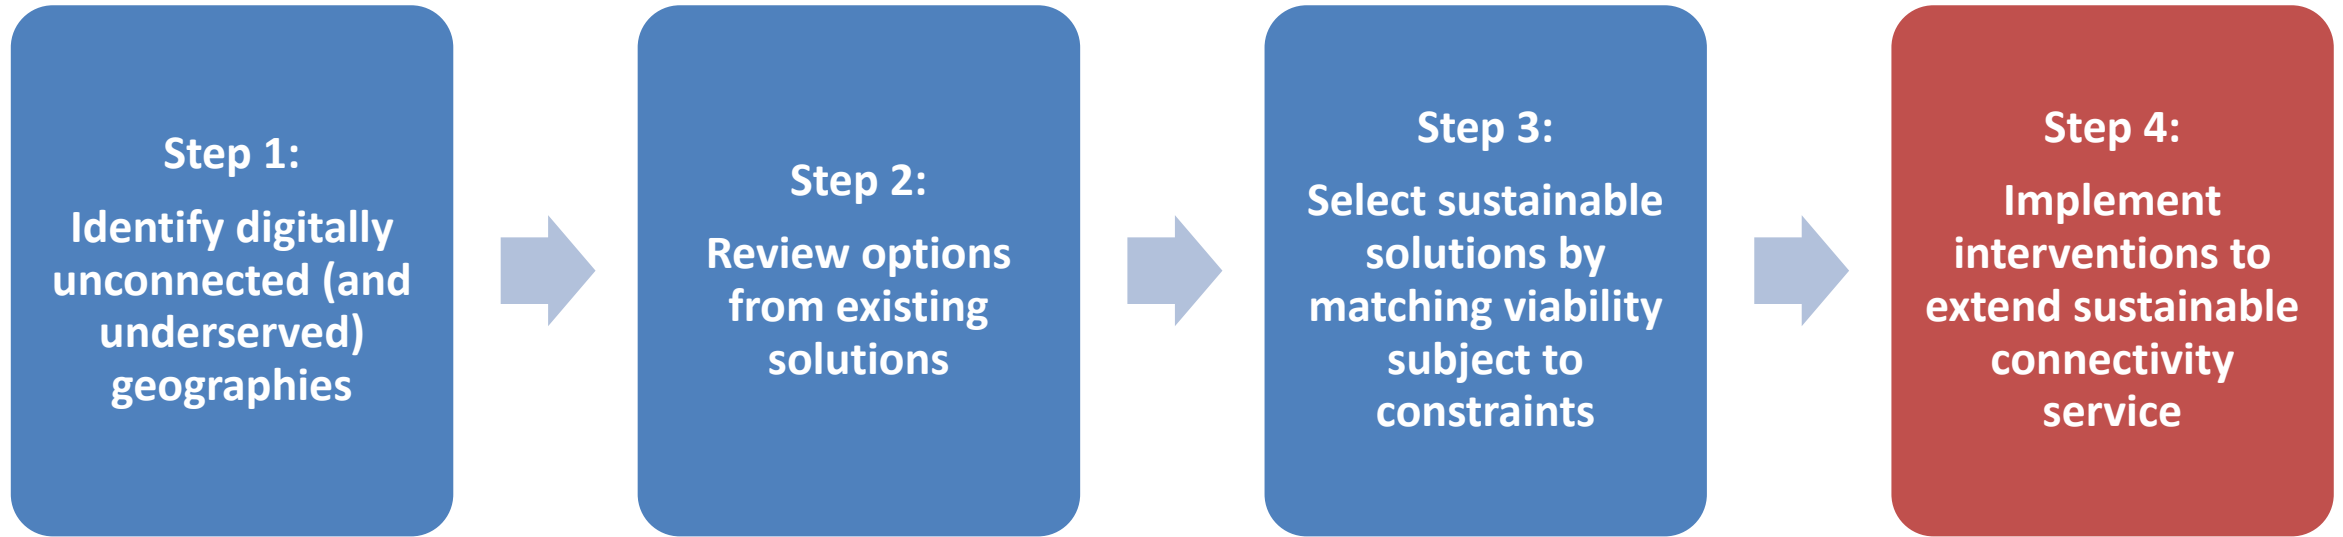 Step 1:
Identify digitally
unconnected (and
underserved)
geographies
Step 2:
Review options
from existing
solutions
Step 3:
Select sustainable
solutions by
matching viability
subject to
constraints
Step 4:
Implement
interventions to
extend sustainable
connectivity
service